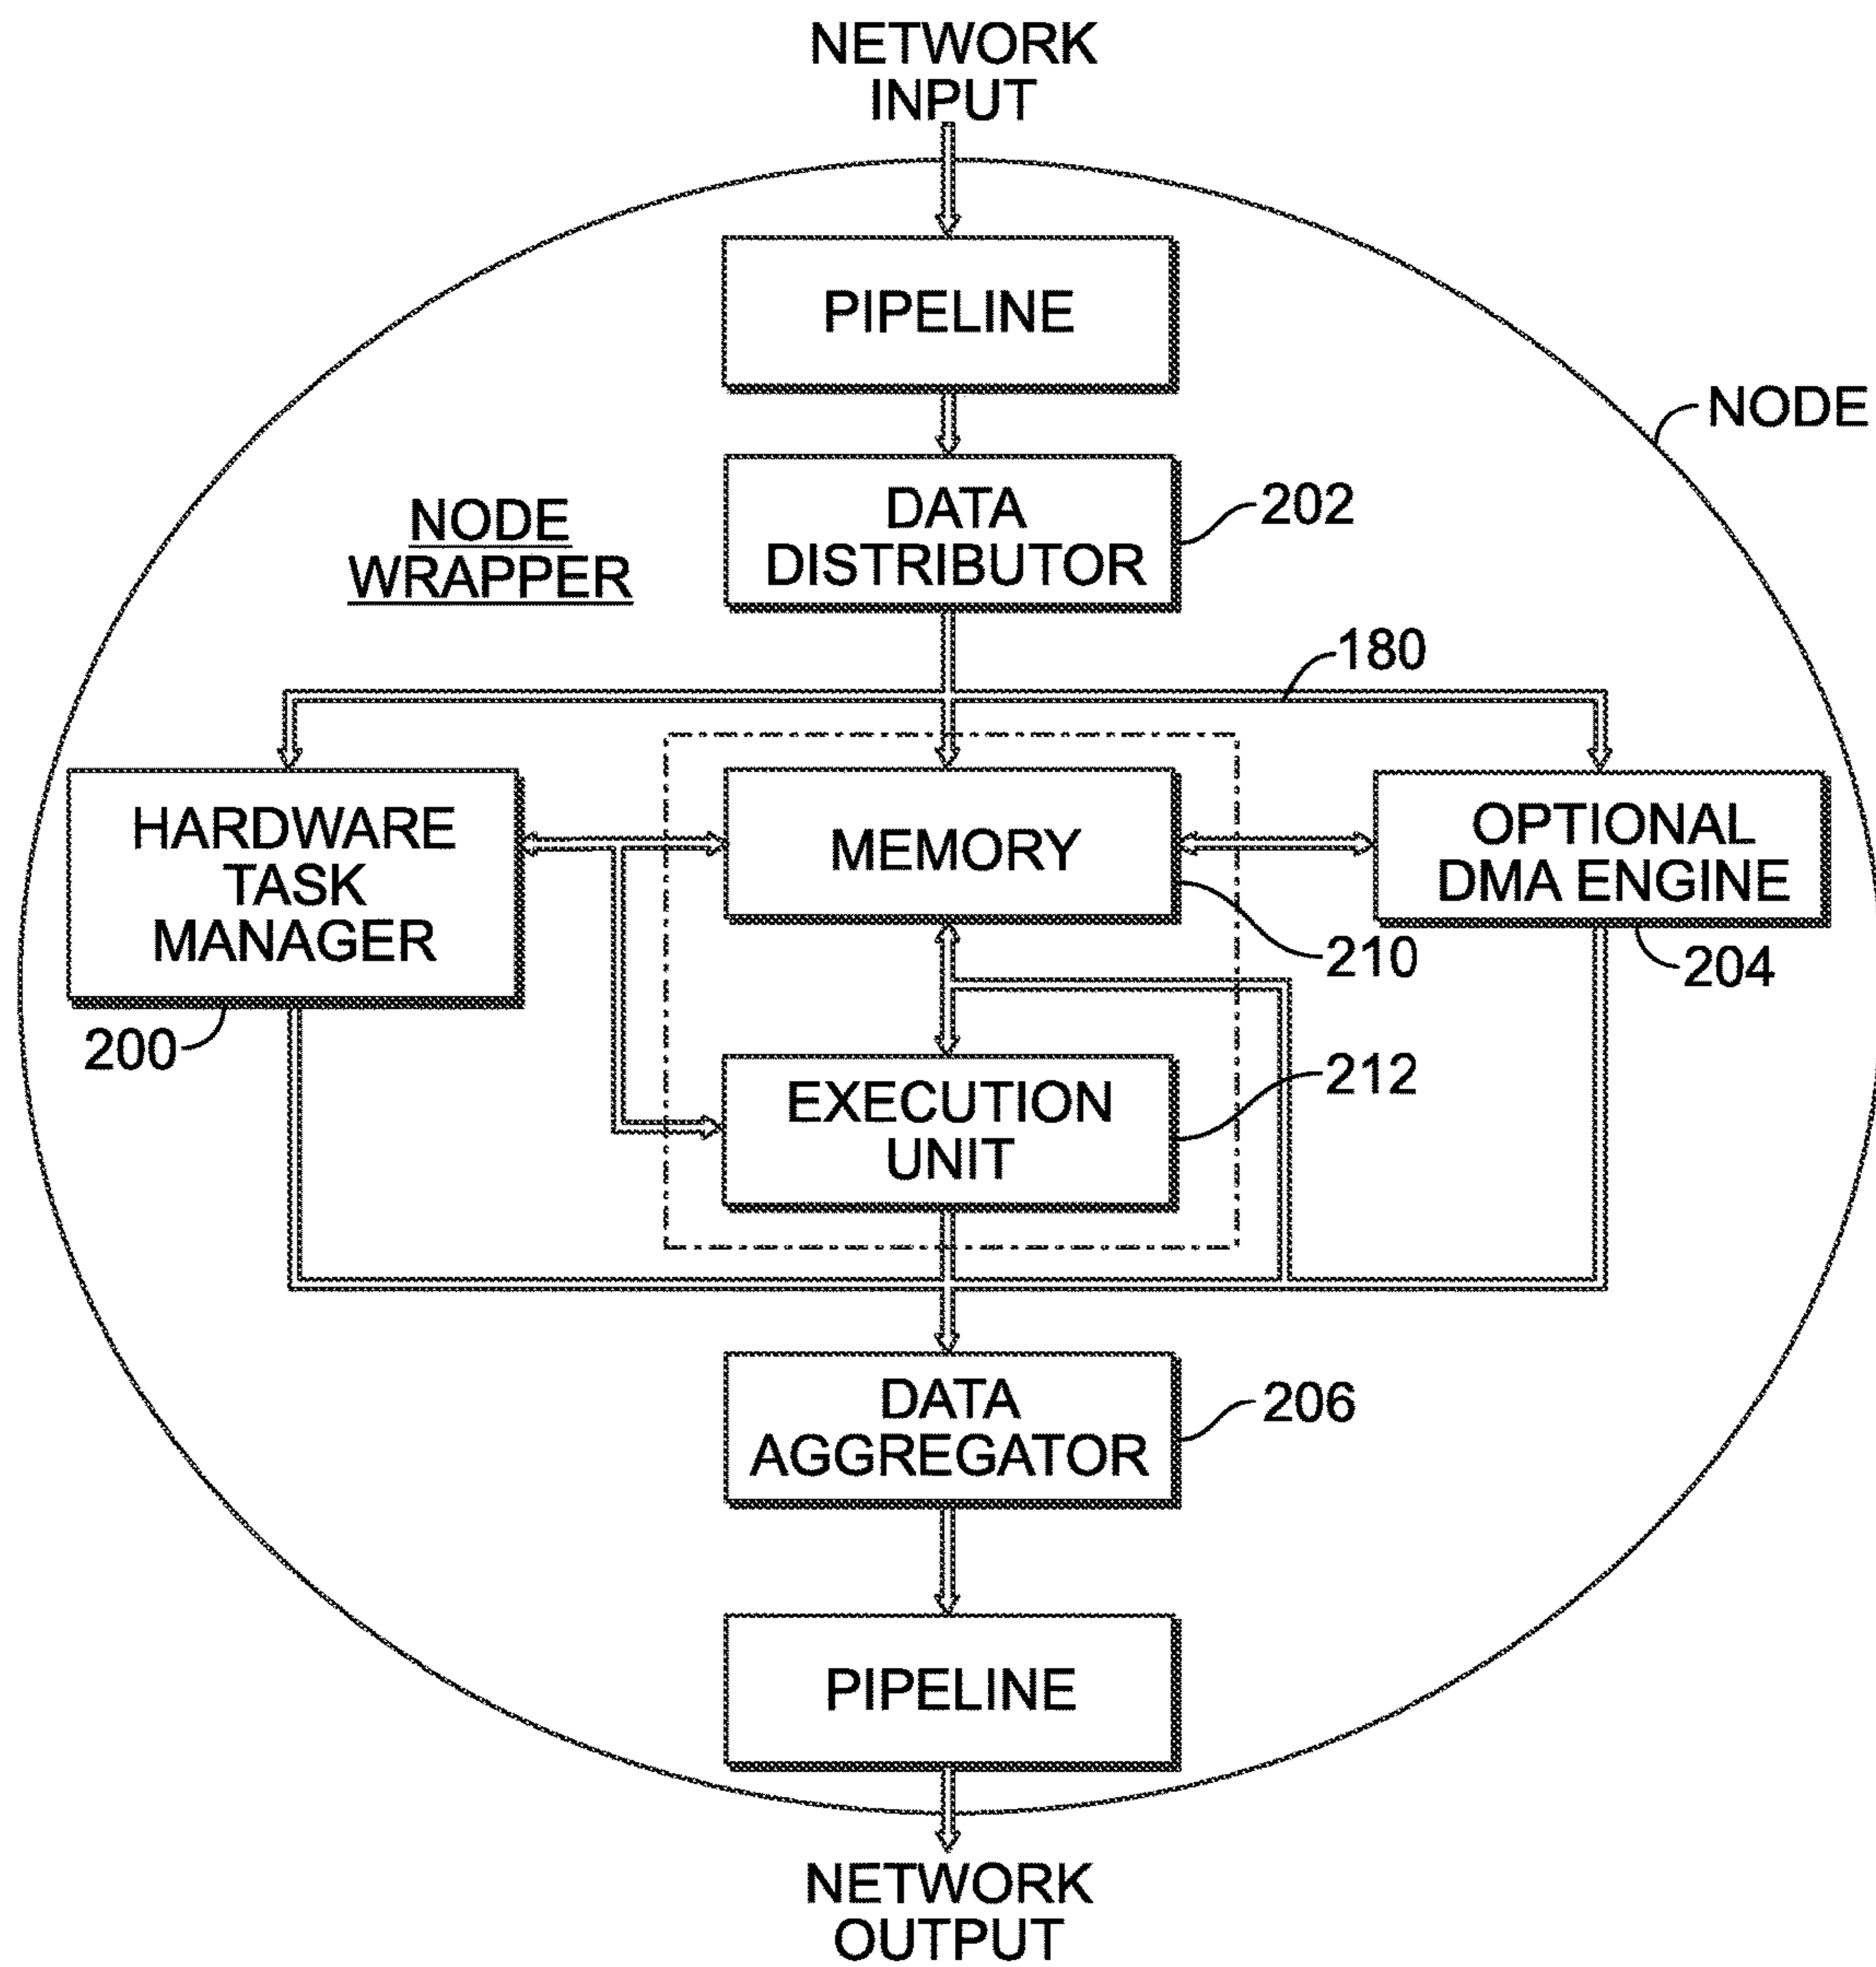 NETWORK
INPUT
PIPELINE
NODE
DATA
DISTRIBUTOR
202
NODE
WRAPPER
180
HARDWARE
TASK
MANAGER
200
MEMORY
210
OPTIONAL
DMA ENGINE
204
EXECUTION
UNIT
212
DATA
AGGREGATOR
206
PIPELINE
NETWORK
OUTPUT